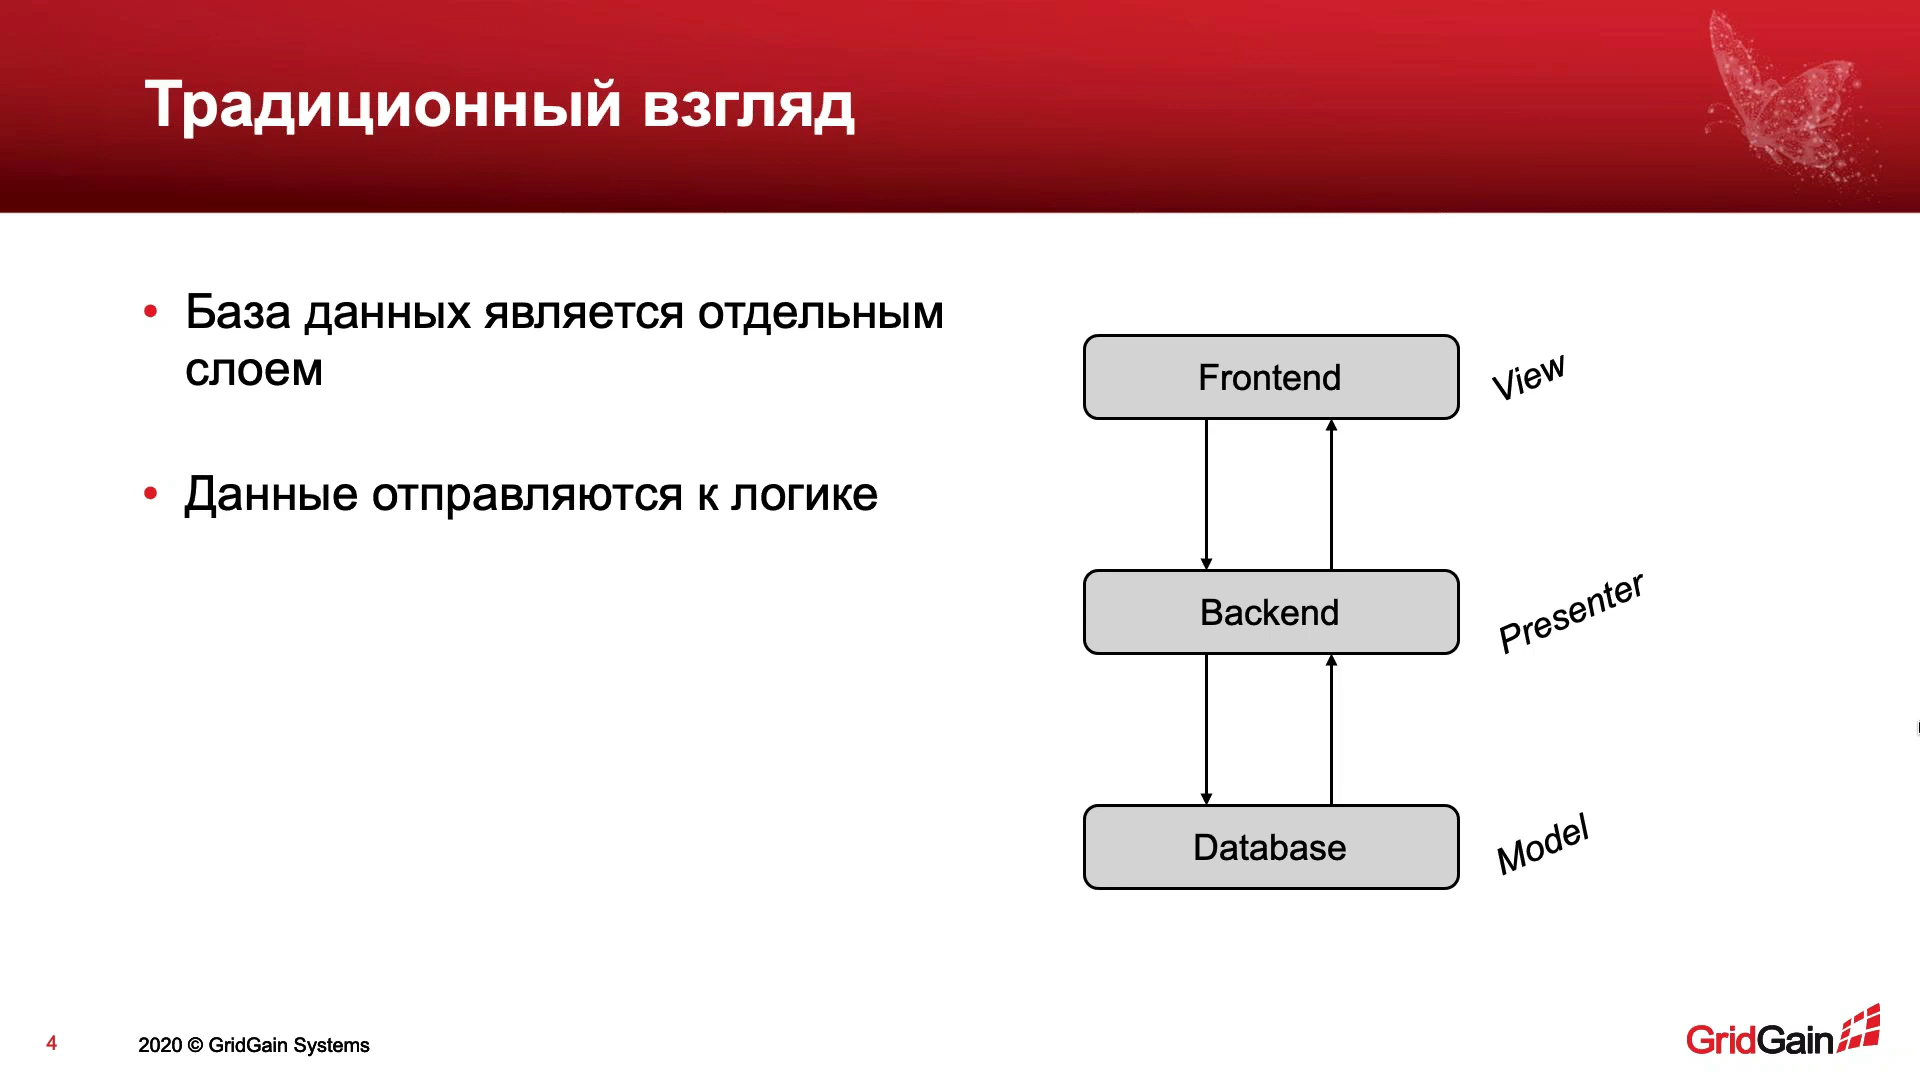 Традиционный взгляд
• База данных является отдельным
слоем
• Данные отправляются к логике
Frontend
View
Backend
Presenter
Database
Model
4
2020 © GridGain Systems
GridGain